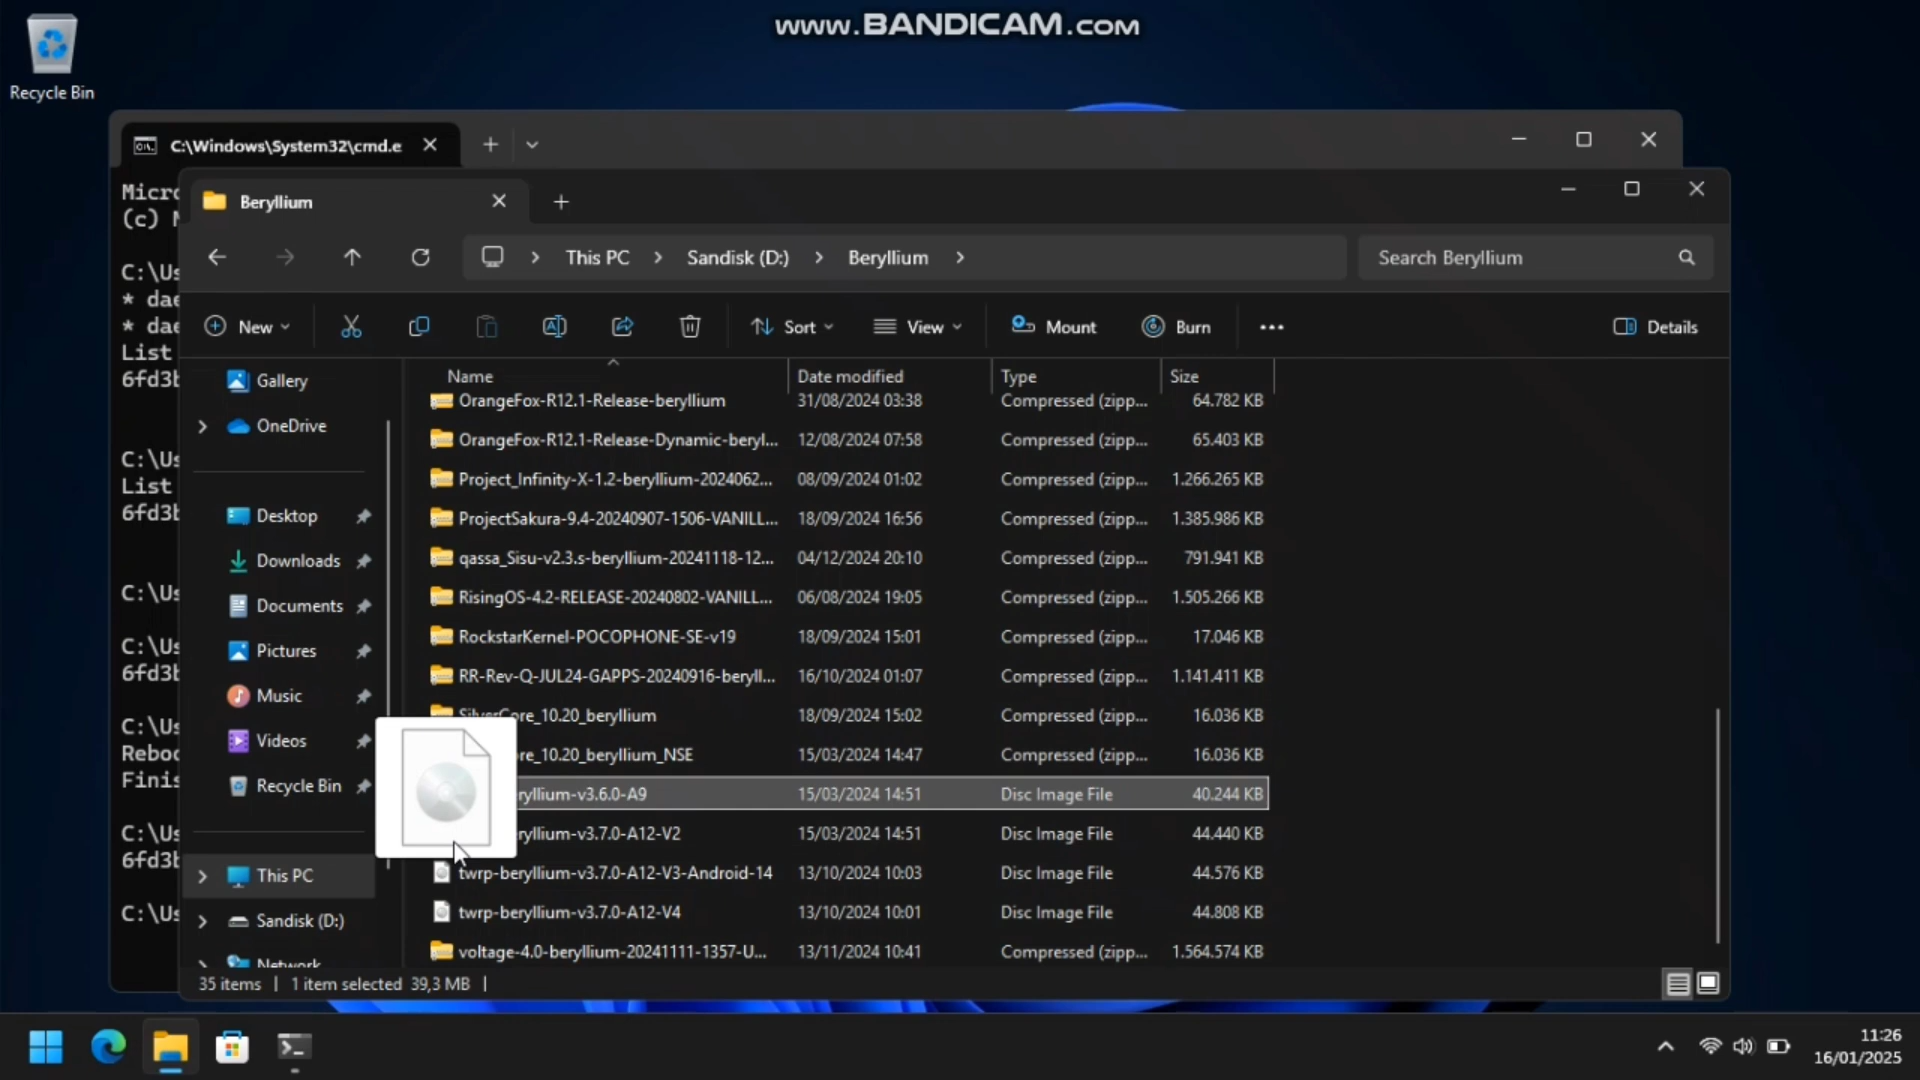 www.BANDICAM.com
Recycle Bin
C:\Windows\System32\cmd.e
(c)
Beryllium
C:\Us
* dae
* dae
List
6fd3b
C:\Us
List
6fd3b
C:\Us
C:\Us
6fd3b
C:\Us
Finis
C:\Us
6fd3b
C:\Us
This PC
Sandisk (D:)
Beryllium
Search Beryllium
New
Sort
View
Mount
Burn
Details
Gallery
OneDrive
Desktop
Downloads
Documents
Pictures
Music
Videos
Recycle Bin
This PC
Sandisk (D:)
Network
Name Date modified Type Size
OrangeFox-R12.1-Release-beryllium 31/08/2024 03:38 Compressed (zipp... 64.782 KB
OrangeFox-R12.1-Release-Dynamic-beryl... 12/08/2024 07:58 Compressed (zipp... 65.403 KB
Project_Infinity-X-1.2-beryllium-2024062... 08/09/2024 01:02 Compressed (zipp... 1.266.265 KB
ProjectSakura-9.4-20240907-1506-VANILL... 18/09/2024 16:56 Compressed (zipp... 1.385.986 KB
qassa_Sisu-v2.3.s-beryllium-20241118-12... 04/12/2024 20:10 Compressed (zipp... 791.941 KB
RisingOS-4.2-RELEASE-20240802-VANILL... 06/08/2024 19:05 Compressed (zipp... 1.505.266 KB
RockstarKernel-POCOPHONE-SE-v19 18/09/2024 15:01 Compressed (zipp... 17.046 KB
RR-Rev-Q-JUL24-GAPPS-20240916-beryll... 16/10/2024 01:07 Compressed (zipp... 1.141.411 KB
SilverCore_10.20_beryllium 18/09/2024 15:02 Compressed (zipp... 16.036 KB
re_10.20_beryllium_NSE 15/03/2024 14:47 Compressed (zipp... 16.036 KB
ryllium-v3.6.0-A9 15/03/2024 14:51 Disc Image File 40.244 KB
ryllium-v3.7.0-A12-V2 15/03/2024 14:51 Disc Image File 44.440 KB
twrp-beryllium-v3.7.0-A12-V3-Android-14 13/10/2024 10:03 Disc Image File 44.576 KB
twrp-beryllium-v3.7.0-A12-V4 13/10/2024 10:01 Disc Image File 44.808 KB
voltage-4.0-beryllium-20241111-1357-U... 13/11/2024 10:41 Compressed (zipp... 1.564.574 KB
35 items | 1 item selected 39,3 MB |
11:26
16/01/2025